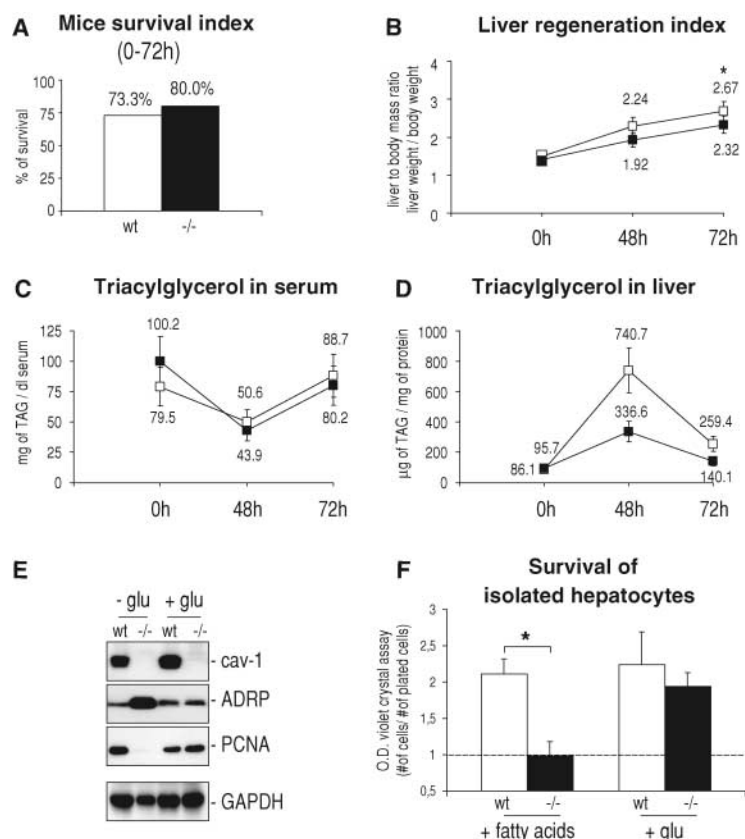 A
Mice survival index
(0-72h)
% of survival
100
75
50
25
0
73.3%
80.0%
wt
-/-
B
Liver regeneration index
liver to body mass ratio
liver weight / body weight
4
3
2
1
0
*
2.67
2.24
1.92
2.32
0h
48h
72h
C
Triacylglycerol in serum
mg of TAG / dl serum
125
100
75
50
25
0
100.2
88.7
79.5
50.6
80.2
43.9
0h
48h
72h
D
Triacylglycerol in liver
µg of TAG / mg of protein
1000
800
600
400
200
0
740.7
336.6
259.4
95.7
86.1
140.1
0h
48h
72h
E
- glu + glu
wt -/- wt -/-
- cav-1
- ADRP
- PCNA
- GAPDH
F
Survival of
isolated hepatocytes
O.D. violet crystal assay
(#of cells/ #of plated cells)
3
2,5
2
1,5
1
0,5
*
wt -/- wt -/-
+ fatty acids + glu